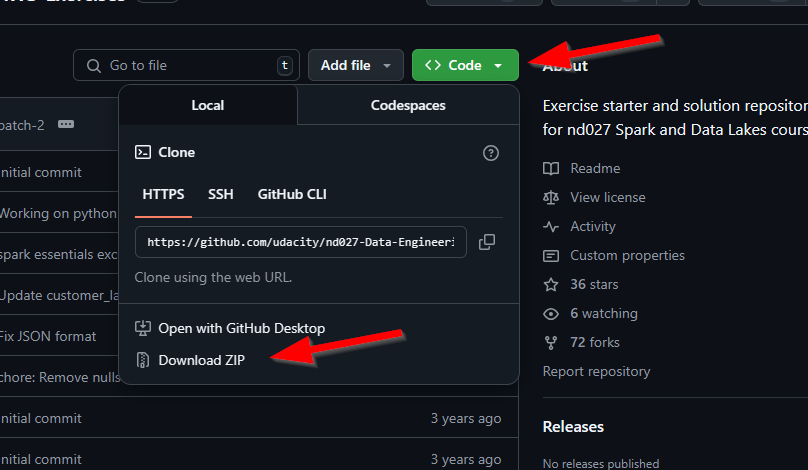 Go to file
t
Add file
Code
About
Local
Codespaces
Exercise starter and solution repositor
for nd027 Spark and Data Lakes cours
patch-2
Clone
Readme
nitial commit
HTTPS
SSH
GitHub CLI
View license
Working on python
Activity
https://github.com/udacity/nd027-Data-Engineeri
spark essentials exc
Custom properties
Clone using the web URL.
36 stars
Update customer_la
6 watching
Open with GitHub Desktop
Fix JSON format
72 forks
Download ZIP
Report repository
chore: Remove nulls
nitial commit
3 years ago
Releases
nitial commit
3 years ago
No releases published